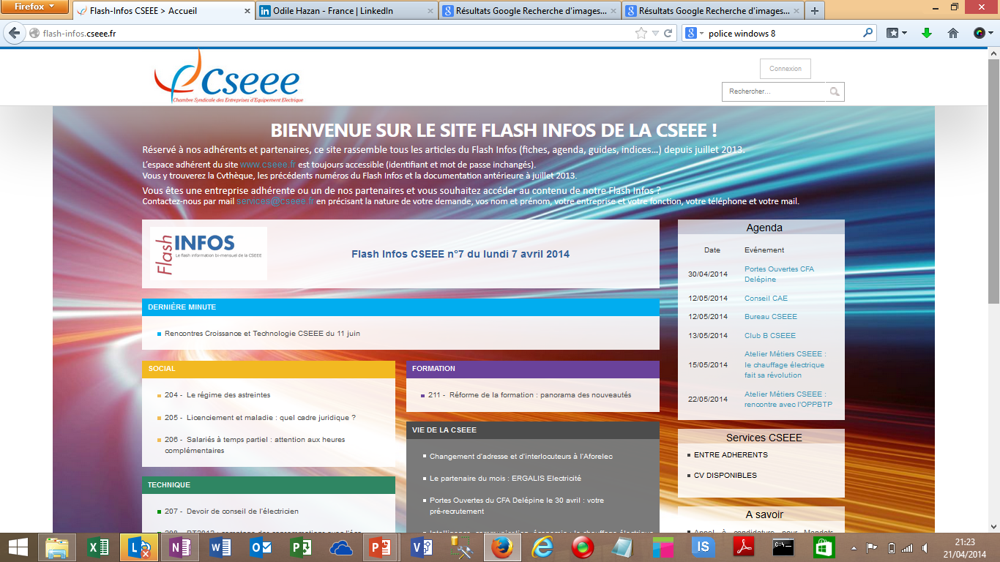 Firefox
Flash-Infos CSEEE > Accueil
Odile Hazan - France | LinkedIn
Résultats Google Recherche d'images...
Résultats Google Recherche d'images...
flash-infos.cseee.fr
police windows 8
Cseee
Chambre Syndicale des Entreprises d'Equipement Electrique
Connexion
Rechercher...
BIENVENUE SUR LE SITE FLASH INFOS DE LA CSEEE !
Réservé à nos adhérents et partenaires, ce site rassemble tous les articles du Flash Infos (fiches, agenda, guides, indices...) depuis juillet 2013.
L'espace adhérent du site www.cseee.fr est toujours accessible (identifiant et mot de passe inchangés).
Vous y trouverez la Cvthèque, les précédents numéros du Flash Infos et la documentation antérieure à juillet 2013.
Vous êtes une entreprise adhérente ou un de nos partenaires et vous souhaitez accéder au contenu de notre Flash Infos ?
Contactez-nous par mail services@cseee.fr en précisant la nature de votre demande, vos nom et prénom, votre entreprise et votre fonction, votre téléphone et votre mail.
Flash INFOS
Le flash information bi-mensuel de la CSEEE
Flash Infos CSEEE n°7 du lundi 7 avril 2014
DERNIÈRE MINUTE
Rencontres Croissance et Technologie CSEEE du 11 juin
SOCIAL
204 - Le régime des astreintes
205 - Licenciement et maladie : quel cadre juridique ?
206 - Salariés à temps partiel : attention aux heures
complémentaires
TECHNIQUE
207 - Devoir de conseil de l'électricien
FORMATION
211 - Réforme de la formation : panorama des nouveautés
VIE DE LA CSEEE
Changement d'adresse et d'interlocuteurs à l'Aforelec
Le partenaire du mois : ERGALIS Electricité
Portes Ouvertes du CFA Delépine le 30 avril : votre
pré-recrutement
Intelligence, communication, économie : le chauffage électrique
Agenda
Date Evénement
30/04/2014 Portes Ouvertes CFA
Delépine
12/05/2014 Conseil CAE
12/05/2014 Bureau CSEEE
13/05/2014 Club B CSEEE
15/05/2014 Atelier Métiers CSEEE :
le chauffage électrique
fait sa révolution
22/05/2014 Atelier Métiers CSEEE :
rencontre avec l'OPPBTP
Services CSEEE
ENTRE ADHERENTS
CV DISPONIBLES
A savoir
Appel à candidature pour Mandats
IS
C:\
21:23
21/04/2014